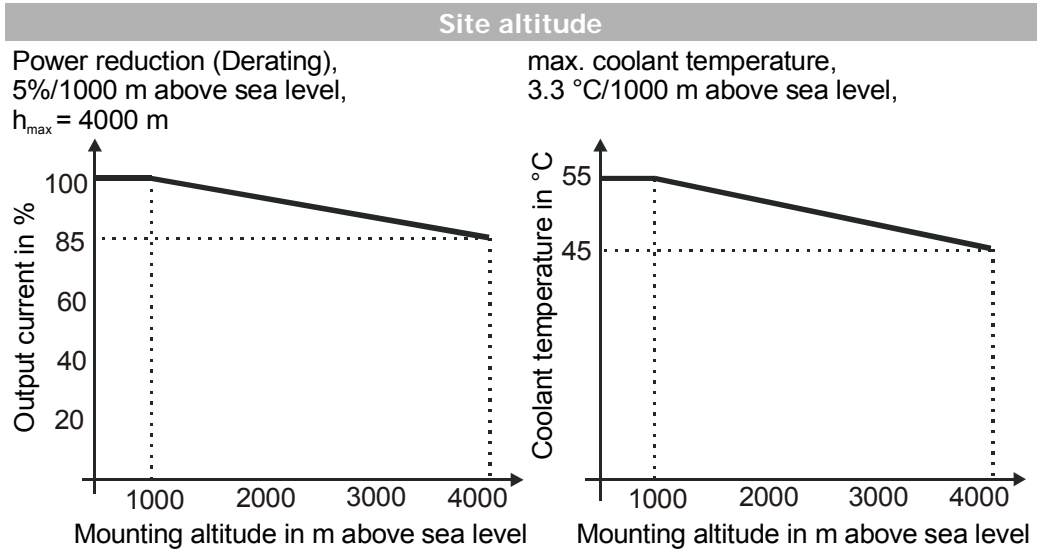 Site altitude
Power reduction (Derating),
5%/1000 m above sea level,
hmax = 4000 m
100
85
60
40
20
Output current in %
1000 2000 3000 4000
Mounting altitude in m above sea level
max. coolant temperature,
3.3 °C/1000 m above sea level,
55
45
Coolant temperature in °C
1000 2000 3000 4000
Mounting altitude in m above sea level